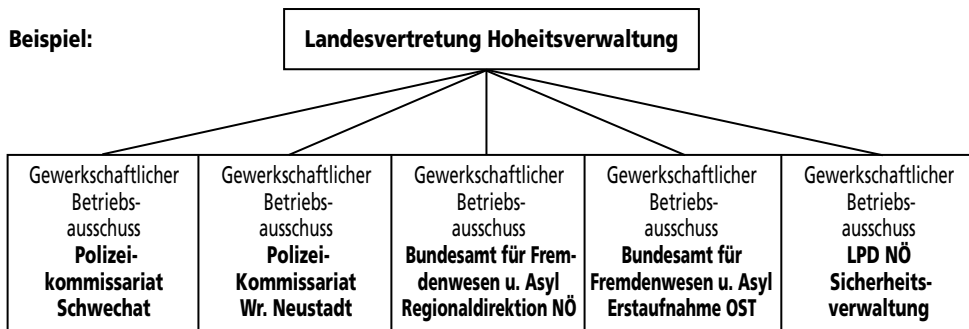 Beispiel:
Landesvertretung Hoheitsverwaltung
Gewerkschaftlicher
Betriebs-
ausschuss
Polizei-
kommissariat
Schwechat
Gewerkschaftlicher
Betriebs-
ausschuss
Polizei-
Kommissariat
Wr. Neustadt
Gewerkschaftlicher
Betriebs-
ausschuss
Bundesamt für Frem-
denwesen u. Asyl
Regionaldirektion NÖ
Gewerkschaftlicher
Betriebs-
ausschuss
Bundesamt für
Fremdenwesen u. Asyl
Erstaufnahme OST
Gewerkschaftlicher
Betriebs-
ausschuss
LPD NÖ
Sicherheits-
verwaltung